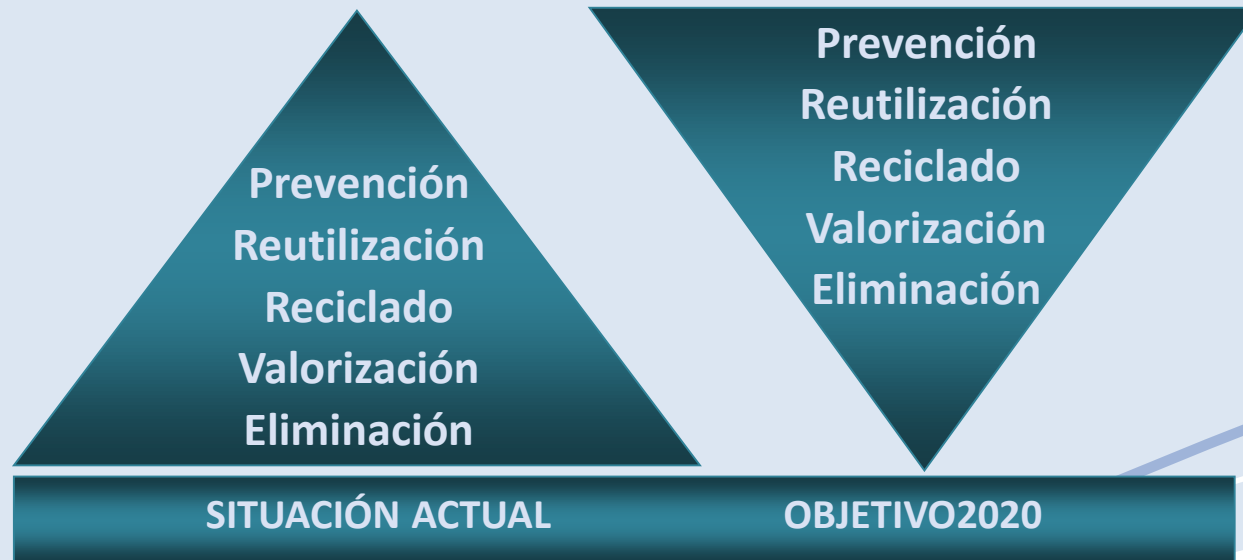 Prevención
Reutilización
Reciclado
Valorización
Eliminación
Prevención
Reutilización
Reciclado
Valorización
Eliminación
SITUACIÓN ACTUAL
OBJETIVO2020